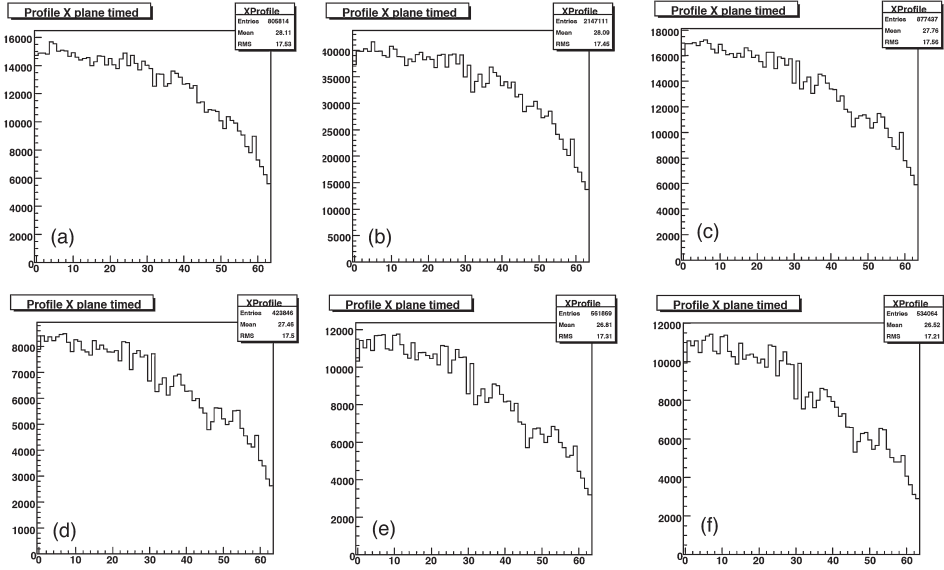 Profile X plane timed
XProfile
Entries 805814
Mean 28.11
RMS 17.53
16000
14000
12000
10000
8000
6000
4000
2000
0
0 10 20 30 40 50 60
(a)
Profile X plane timed
XProfile
Entries 2147111
Mean 28.09
RMS 17.45
40000
35000
30000
25000
20000
15000
10000
5000
0
0 10 20 30 40 50 60
(b)
Profile X plane timed
XProfile
Entries 877437
Mean 27.76
RMS 17.56
18000
16000
14000
12000
10000
8000
6000
4000
2000
0
0 10 20 30 40 50 60
(c)
Profile X plane timed
XProfile
Entries 423846
Mean 27.46
RMS 17.5
8000
7000
6000
5000
4000
3000
2000
1000
0
0 10 20 30 40 50 60
(d)
Profile X plane timed
XProfile
Entries 561869
Mean 26.81
RMS 17.31
12000
10000
8000
6000
4000
2000
0
0 10 20 30 40 50 60
(e)
Profile X plane timed
XProfile
Entries 534064
Mean 26.52
RMS 17.21
12000
10000
8000
6000
4000
2000
0
0 10 20 30 40 50 60
(f)